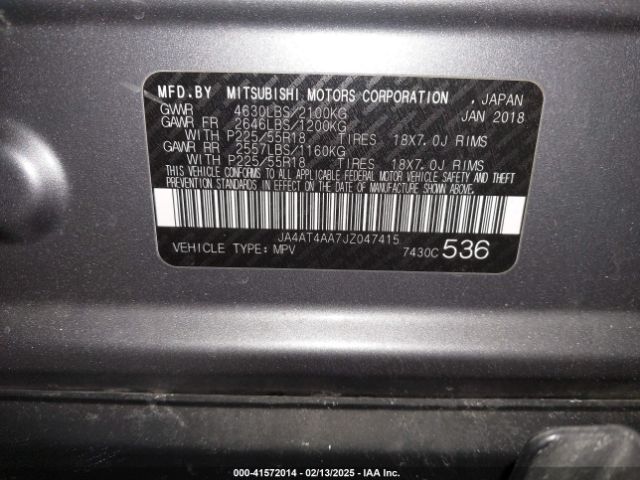 MFD.BY MITSUBISHI MOTORS CORPORATION , JAPAN
GVWR 4630LBS/2100KG JAN 2018
GAWR FR 2646LBS/1200KG
WITH P225/55R18 TIRES 18X7.0J RIMS
GAWR RR 2557LBS/1160KG
WITH P225/55R18 TIRES 18X7.0J RIMS
THIS VEHICLE CONFORMS TO ALL APPLICABLE FEDERAL MOTOR VEHICLE SAFETY AND THEFT
PREVENTION STANDARDS IN EFFECT ON THE DATE OF MANUFACTURE SHOWN ABOVE.
JA4AT4AA7JZ047415
VEHICLE TYPE: MPV 7430C 536
000-41572014 - 02/13/2025 - IAA Inc.